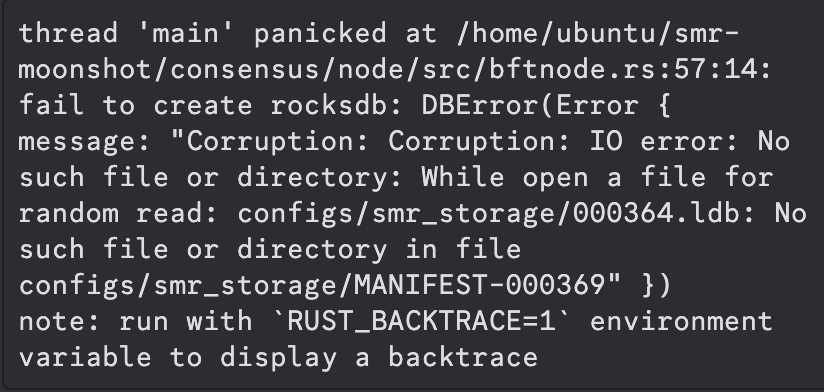 thread 'main' panicked at /home/ubuntu/smr-
moonshot/consensus/node/src/bftnode.rs:57:14:
fail to create rocksdb: DBError(Error {
message: "Corruption: Corruption: IO error: No
such file or directory: While open a file for
random read: configs/smr_storage/000364.ldb: No
such file or directory in file
configs/smr_storage/MANIFEST-000369" })
note: run with `RUST_BACKTRACE=1` environment
variable to display a backtrace